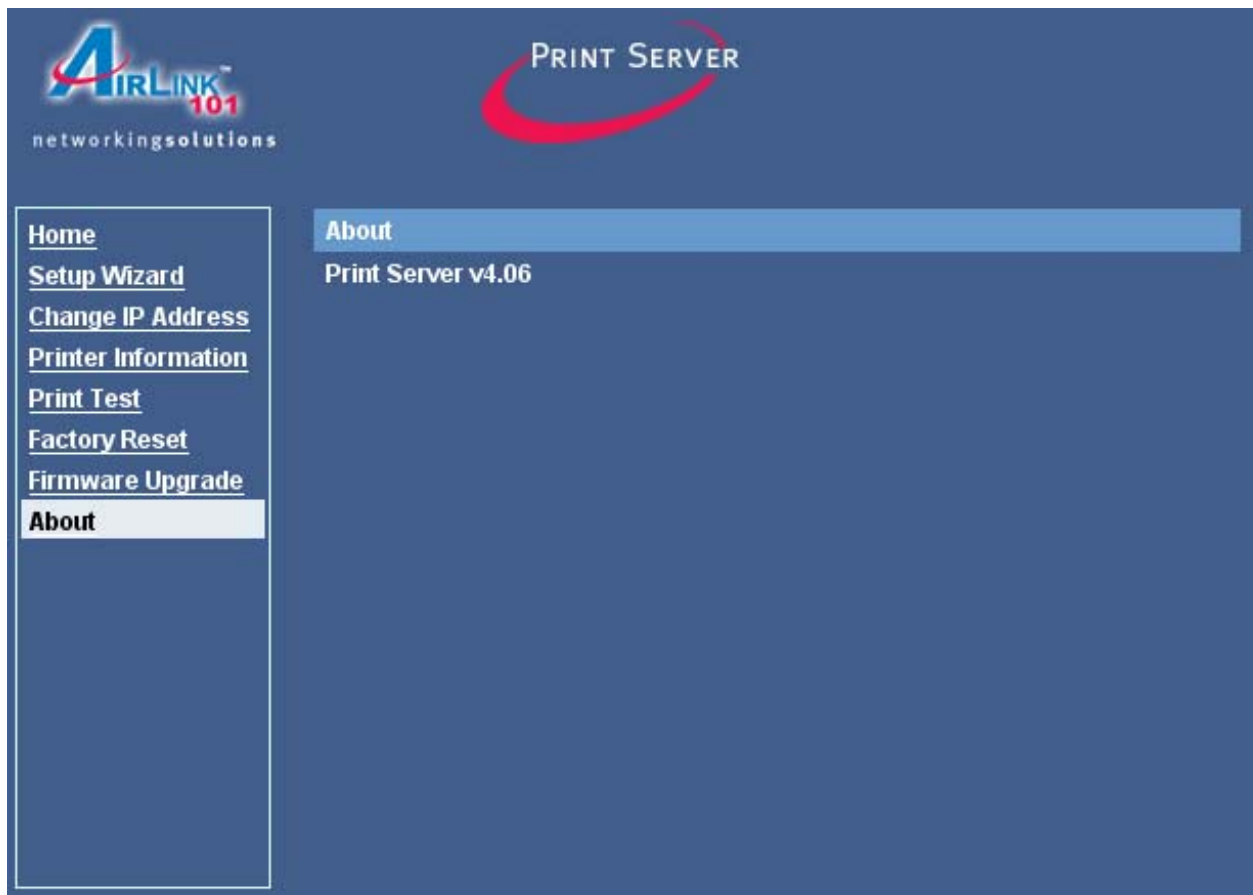 AIRLINK™
101
networkingsolutions
PRINT SERVER
Home
Setup Wizard
Change IP Address
Printer Information
Print Test
Factory Reset
Firmware Upgrade
About
About
Print Server v4.06